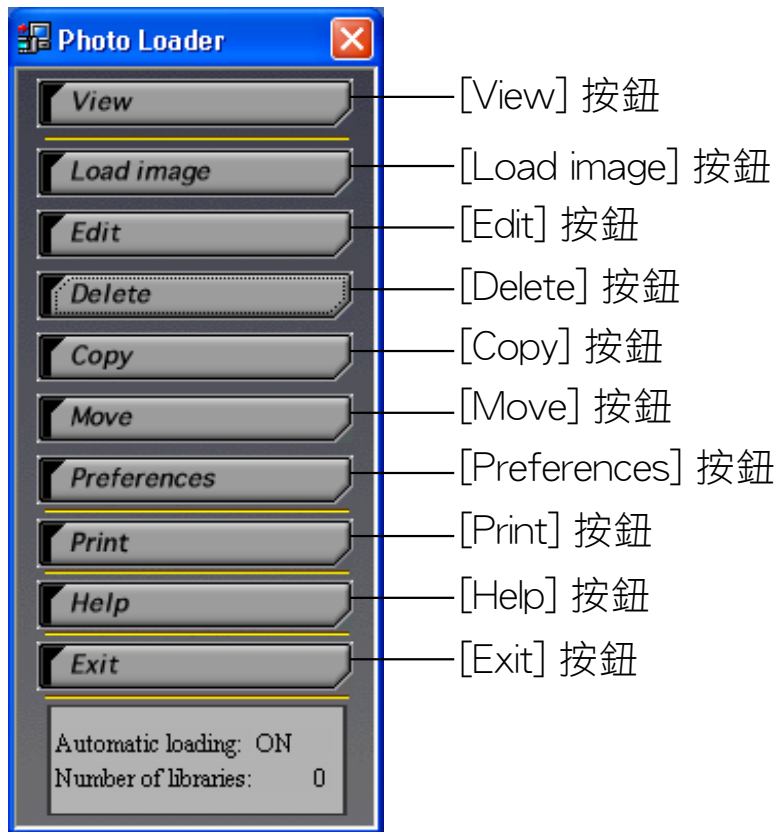 Photo Loader
View [View] 按鈕
Load image [Load image] 按鈕
Edit [Edit] 按鈕
Delete [Delete] 按鈕
Copy [Copy] 按鈕
Move [Move] 按鈕
Preferences [Preferences] 按鈕
Print [Print] 按鈕
Help [Help] 按鈕
Exit [Exit] 按鈕
Automatic loading: ON
Number of libraries: 0